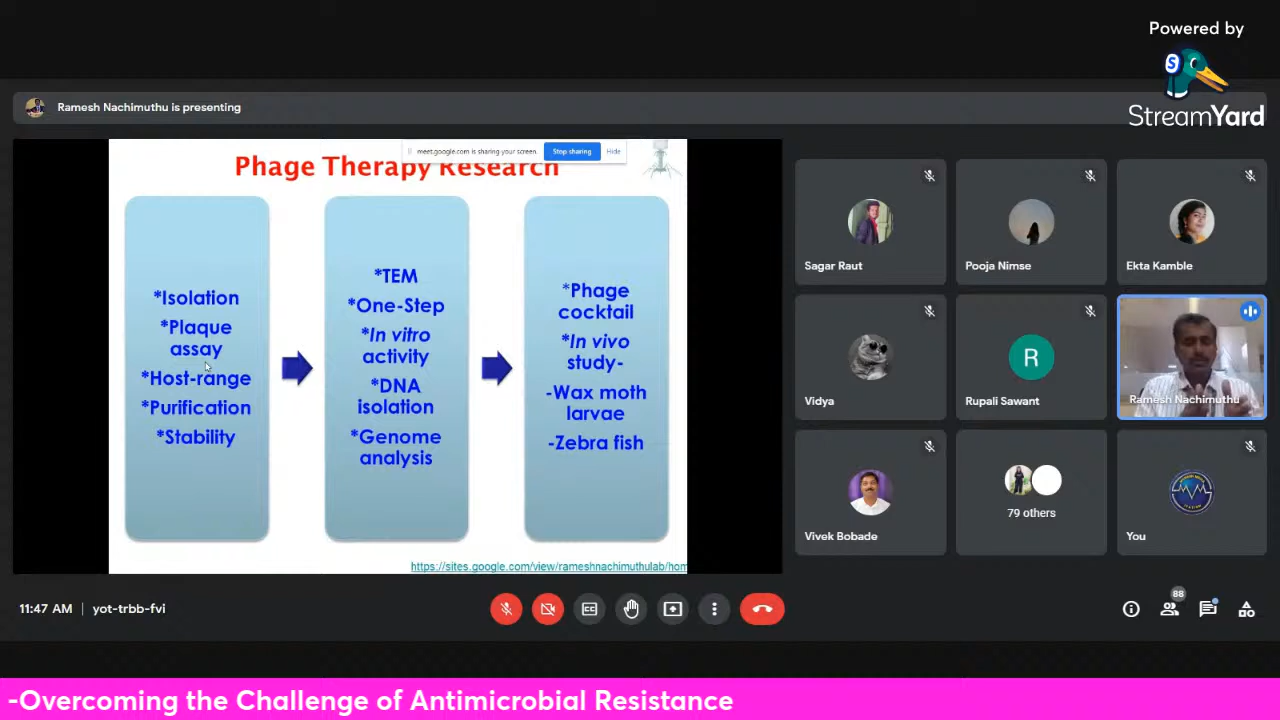 Powered by
S
StreamYard
Ramesh Nachimuthu is presenting
meet.google.com is sharing your screen.
Stop sharing
Hide
Phage Therapy Research
*Isolation
*Plaque
assay
*Host-range
*Purification
*Stability
*TEM
*One-Step
*In vitro
activity
*DNA
isolation
*Genome
analysis
*Phage
cocktail
*In vivo
study-
-Wax moth
larvae
-Zebra fish
https://sites.google.com/view/rameshnachimuthulab/hom
Sagar Raut
Pooja Nimse
Ekta Kamble
Vidya
R
Rupali Sawant
Ramesh Nachimuthu
Vivek Bobade
79 others
You
11:47 AM | yot-trbb-fvi
88
-Overcoming the Challenge of Antimicrobial Resistance